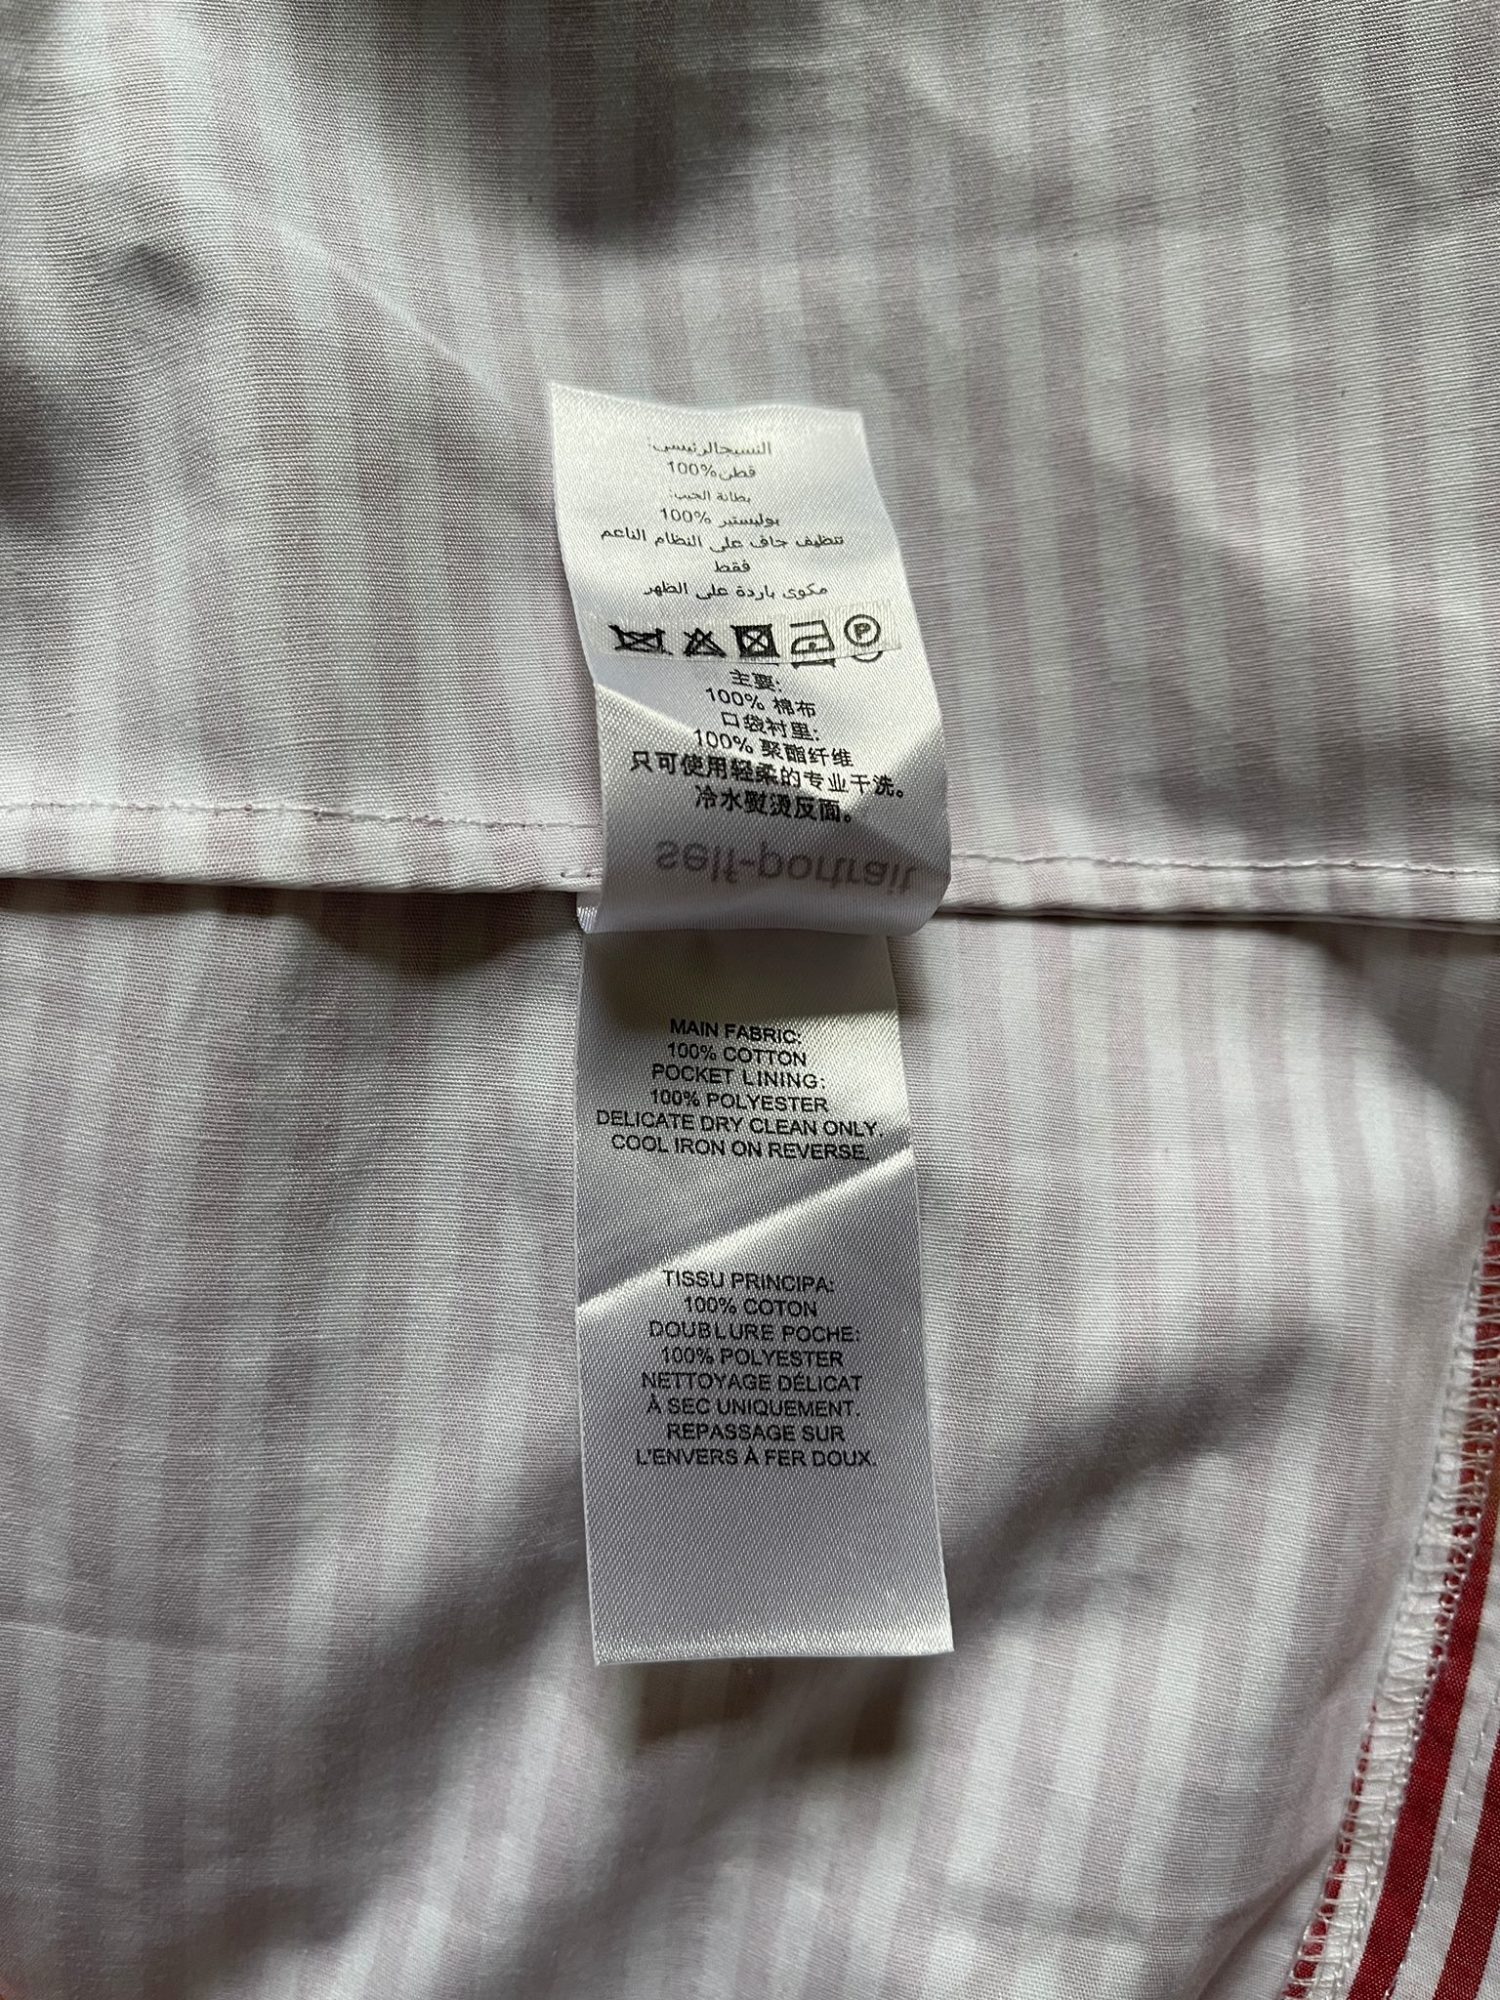 النسيج الرئيسي:
100% قطن
بطانة الجيب:
100% بوليستر
تنظيف جاف على النظام الناعم
فقط
مكوى باردة على الظهر
P
主要:
100% 棉布
口袋衬里:
100% 聚酯纤维
只可使用轻柔的专业干洗。
冷水熨烫反面。
self-portrait
MAIN FABRIC:
100% COTTON
POCKET LINING:
100% POLYESTER
DELICATE DRY CLEAN ONLY.
COOL IRON ON REVERSE.
TISSU PRINCIPA:
100% COTON
DOUBLURE POCHE:
100% POLYESTER
NETTOYAGE DÉLICAT
À SEC UNIQUEMENT.
REPASSAGE SUR
L'ENVERS À FER DOUX.